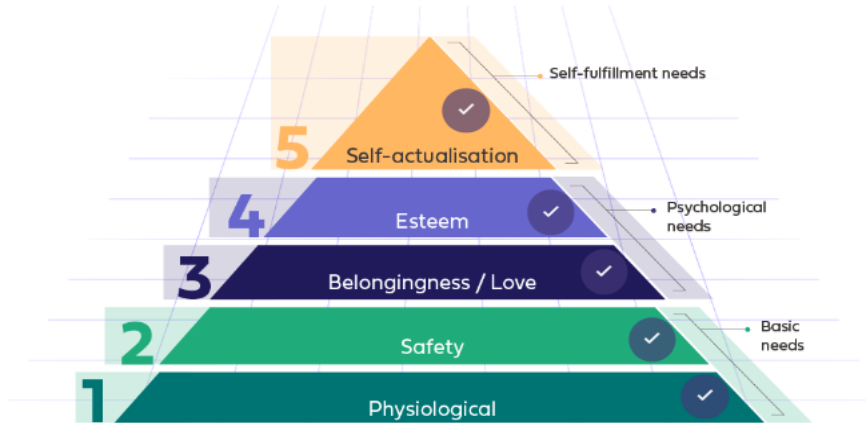 Self-fulfillment needs
5
Self-actualisation
4
Esteem
Psychological
needs
3
Belongingness / Love
2
Safety
Basic
needs
1
Physiological